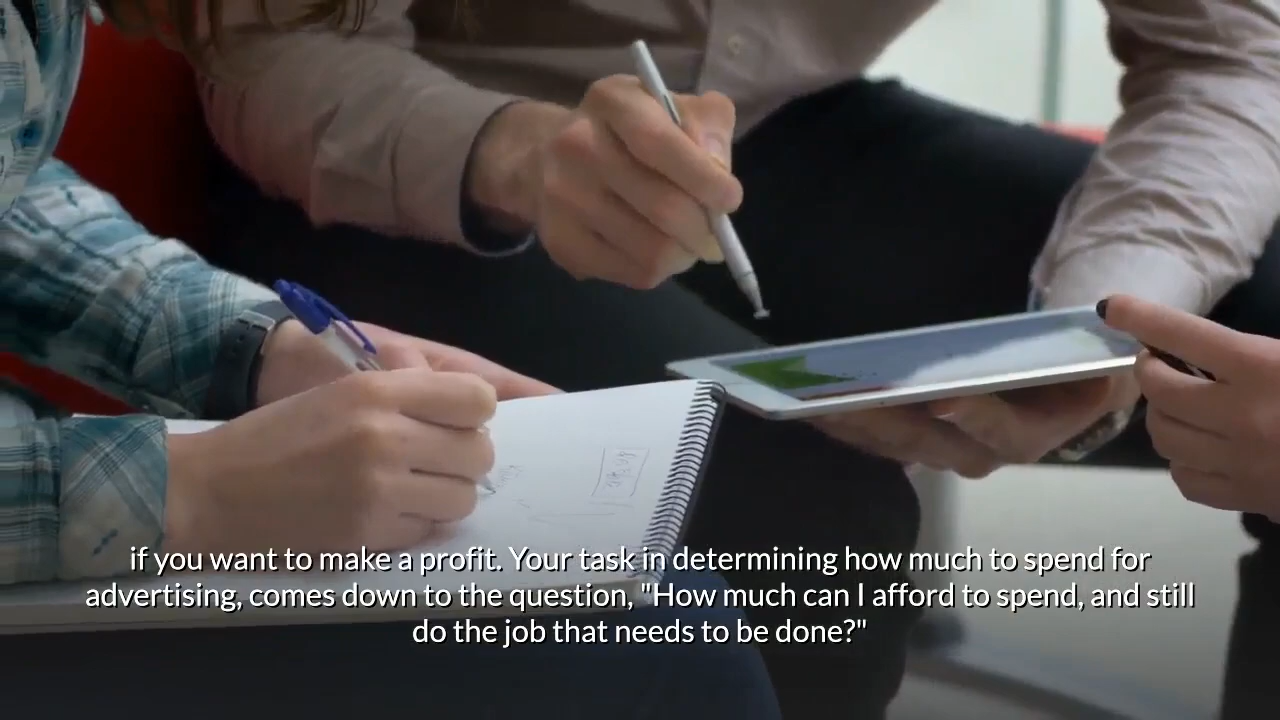 if you want to make a profit. Your task in determining how much to spend for
advertising, comes down to the question, "How much can I afford to spend, and still
do the job that needs to be done?"